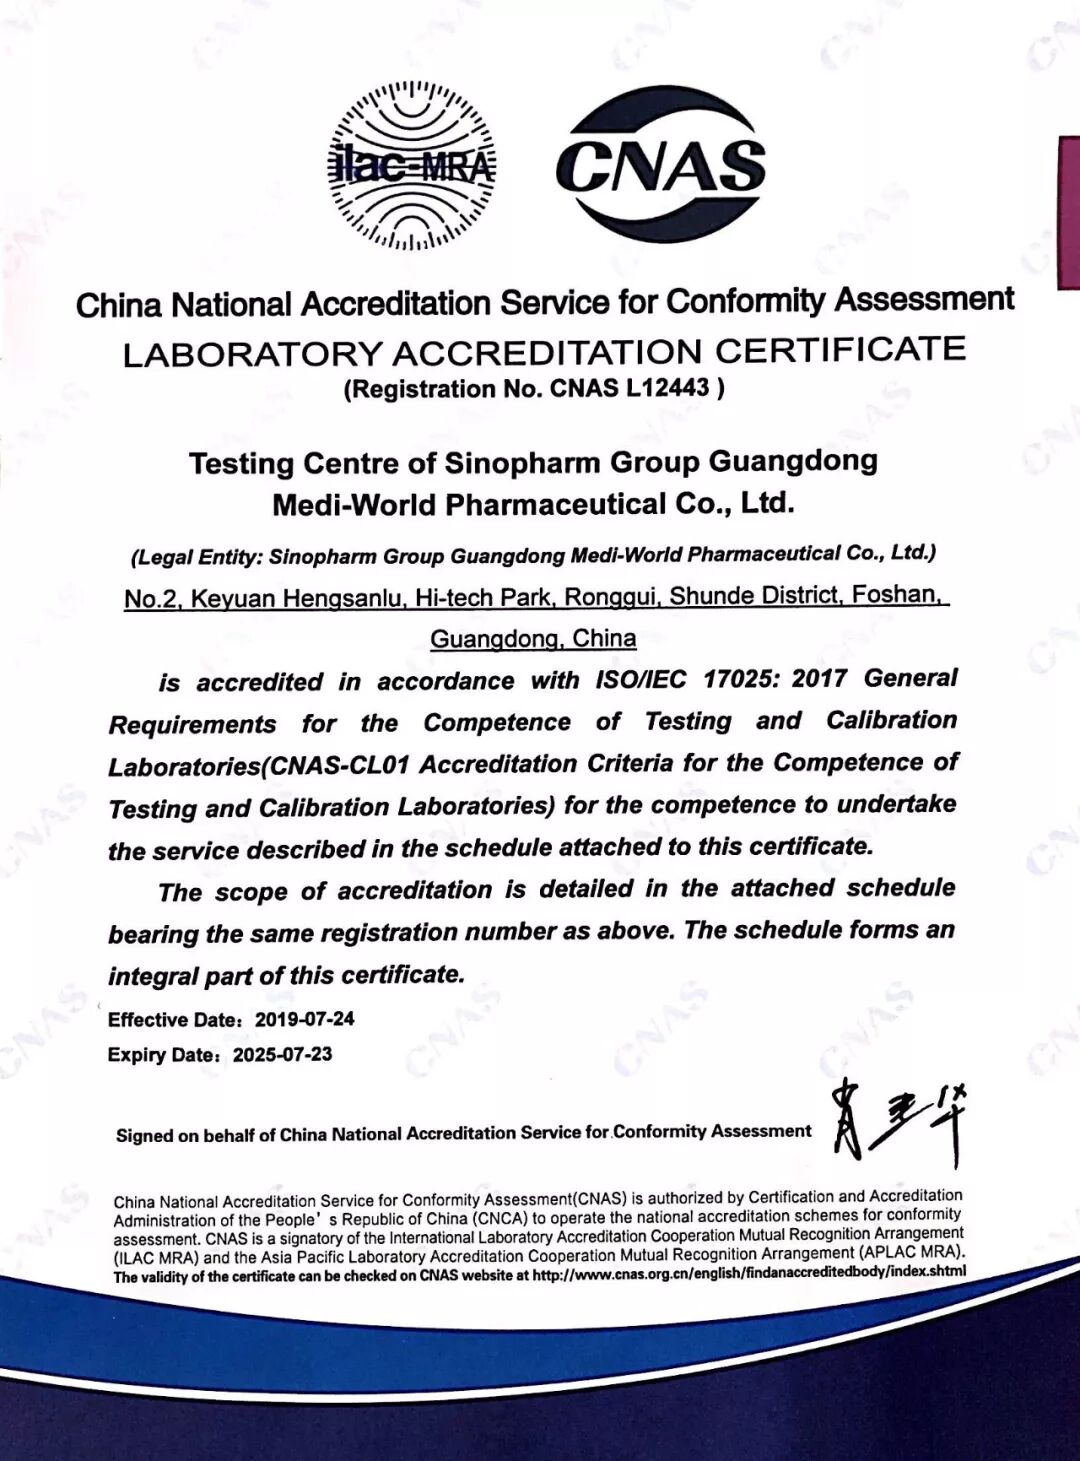 ilac-MRA
CNAS
China National Accreditation Service for Conformity Assessment
LABORATORY ACCREDITATION CERTIFICATE
(Registration No. CNAS L12443 )
Testing Centre of Sinopharm Group Guangdong
Medi-World Pharmaceutical Co., Ltd.
(Legal Entity: Sinopharm Group Guangdong Medi-World Pharmaceutical Co., Ltd.)
No.2, Keyuan Hengsanlu, Hi-tech Park, Ronggui, Shunde District, Foshan,
Guangdong, China
is accredited in accordance with ISO/IEC 17025: 2017 General
Requirements for the Competence of Testing and Calibration
Laboratories(CNAS-CL01 Accreditation Criteria for the Competence of
Testing and Calibration Laboratories) for the competence to undertake
the service described in the schedule attached to this certificate.
The scope of accreditation is detailed in the attached schedule
bearing the same registration number as above. The schedule forms an
integral part of this certificate.
Effective Date: 2019-07-24
Expiry Date: 2025-07-23
Signed on behalf of China National Accreditation Service for Conformity Assessment
China National Accreditation Service for Conformity Assessment(CNAS) is authorized by Certification and Accreditation
Administration of the People's Republic of China (CNCA) to operate the national accreditation schemes for conformity
assessment. CNAS is a signatory of the International Laboratory Accreditation Cooperation Mutual Recognition Arrangement
(ILAC MRA) and the Asia Pacific Laboratory Accreditation Cooperation Mutual Recognition Arrangement (APLAC MRA).
The validity of the certificate can be checked on CNAS website at http://www.cnas.org.cn/english/findanaccreditedbody/index.shtml